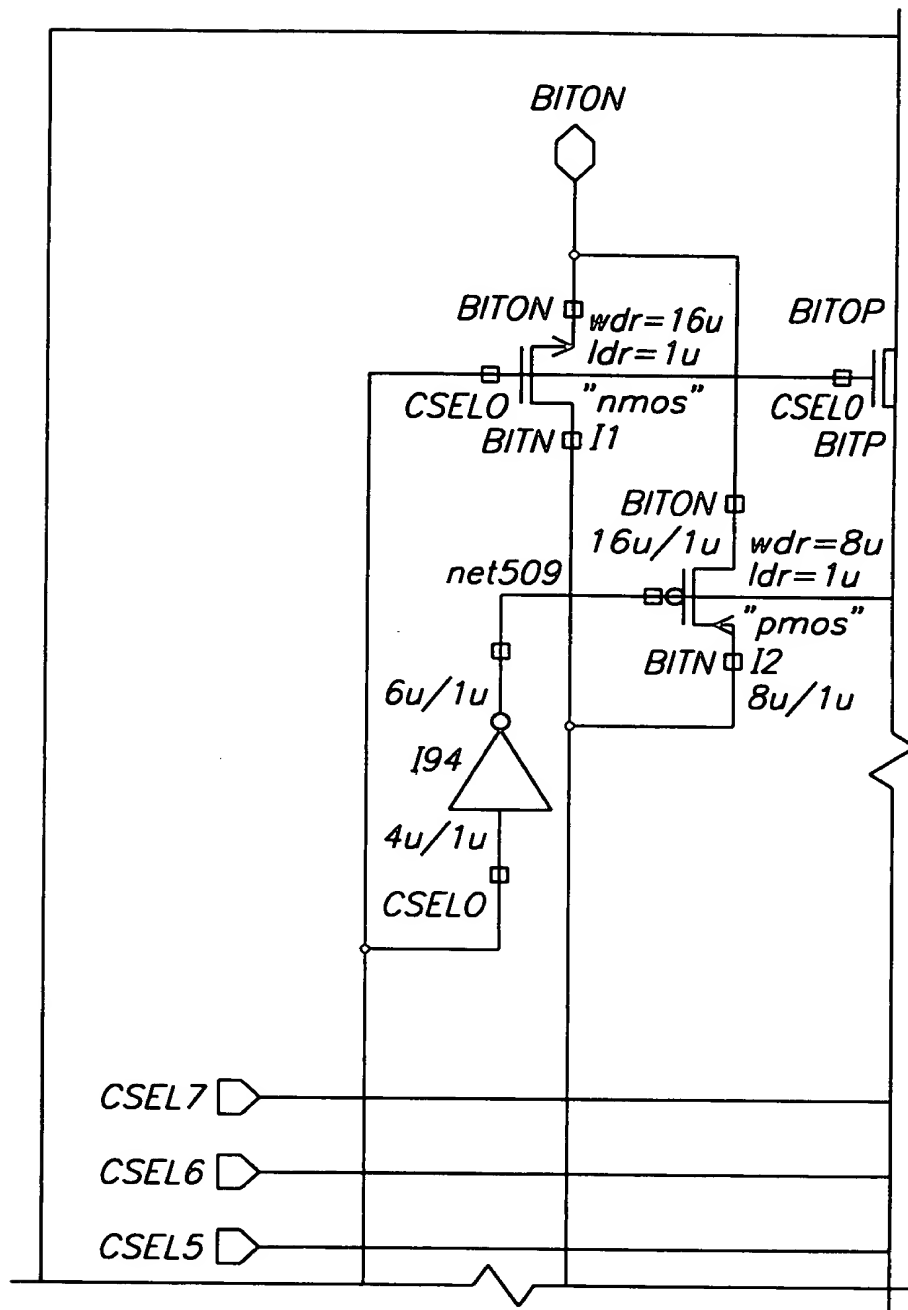 BITON
BITON
wdr=16u
ldr=1u
BITOP
CSELO
"nmos"
CSELO
BITN
I1
BITP
BITON
16u/1u
wdr=8u
ldr=1u
net509
"pmos"
BITN
I2
6u/1u
8u/1u
I94
4u/1u
CSELO
CSEL7
CSEL6
CSEL5